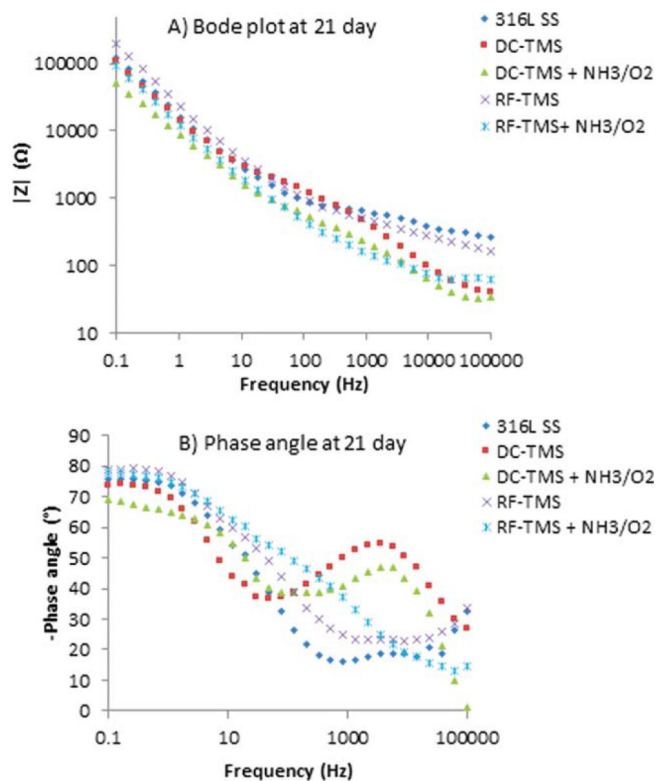 A) Bode plot at 21 day
316L SS
DC-TMS
DC-TMS + NH3/O2
RF-TMS
RF-TMS+ NH3/O2
|Z| (Ω)
100000
10000
1000
100
10
0.1 1 10 100 1000 10000 100000
Frequency (Hz)
B) Phase angle at 21 day
316L SS
DC-TMS
DC-TMS + NH3/O2
RF-TMS
RF-TMS + NH3/O2
-Phase angle (°)
90
80
70
60
50
40
30
20
10
0
0.1 10 1000 100000
Frequency (Hz)